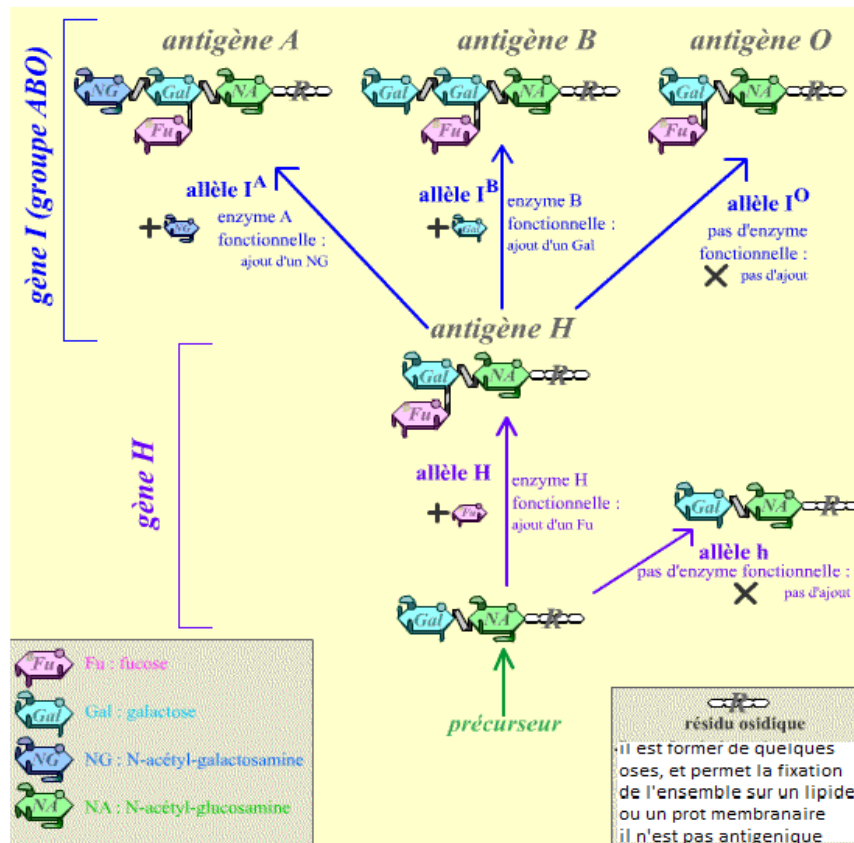 antigène A
antigène B
antigène O
gène I (groupe ABO)
NG Gal NA R
Fu
Gal Gal NA R
Fu
Gal NA R
Fu
allèle I^A
enzyme A
fonctionnelle :
ajout d'un NG
+ NG
allèle I^B
enzyme B
fonctionnelle :
ajout d'un Gal
+ Gal
allèle I^O
pas d'enzyme
fonctionnelle :
pas d'ajout
antigène H
Gal NA R
Fu
gène H
allèle H
enzyme H
fonctionnelle :
ajout d'un Fu
+ Fu
Gal NA R
allèle h
pas d'enzyme fonctionnelle :
pas d'ajout
Gal NA R
précurseur
Fu Fu : fucose
Gal Gal : galactose
NG NG : N-acétyl-galactosamine
NA NA : N-acétyl-glucosamine
R
résidu osidique
il est former de quelques
oses, et permet la fixation
de l'ensemble sur un lipide
ou un prot membranaire
il n'est pas antigenique